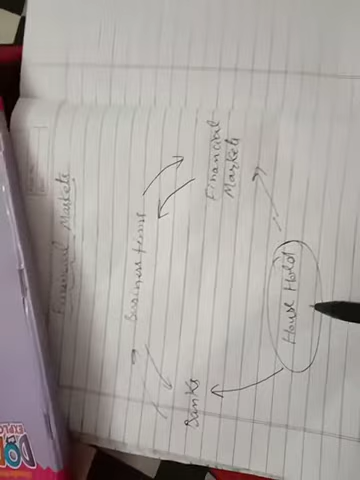 Financial Markets
Business firms
Financial
Markets
House Hold
Banks